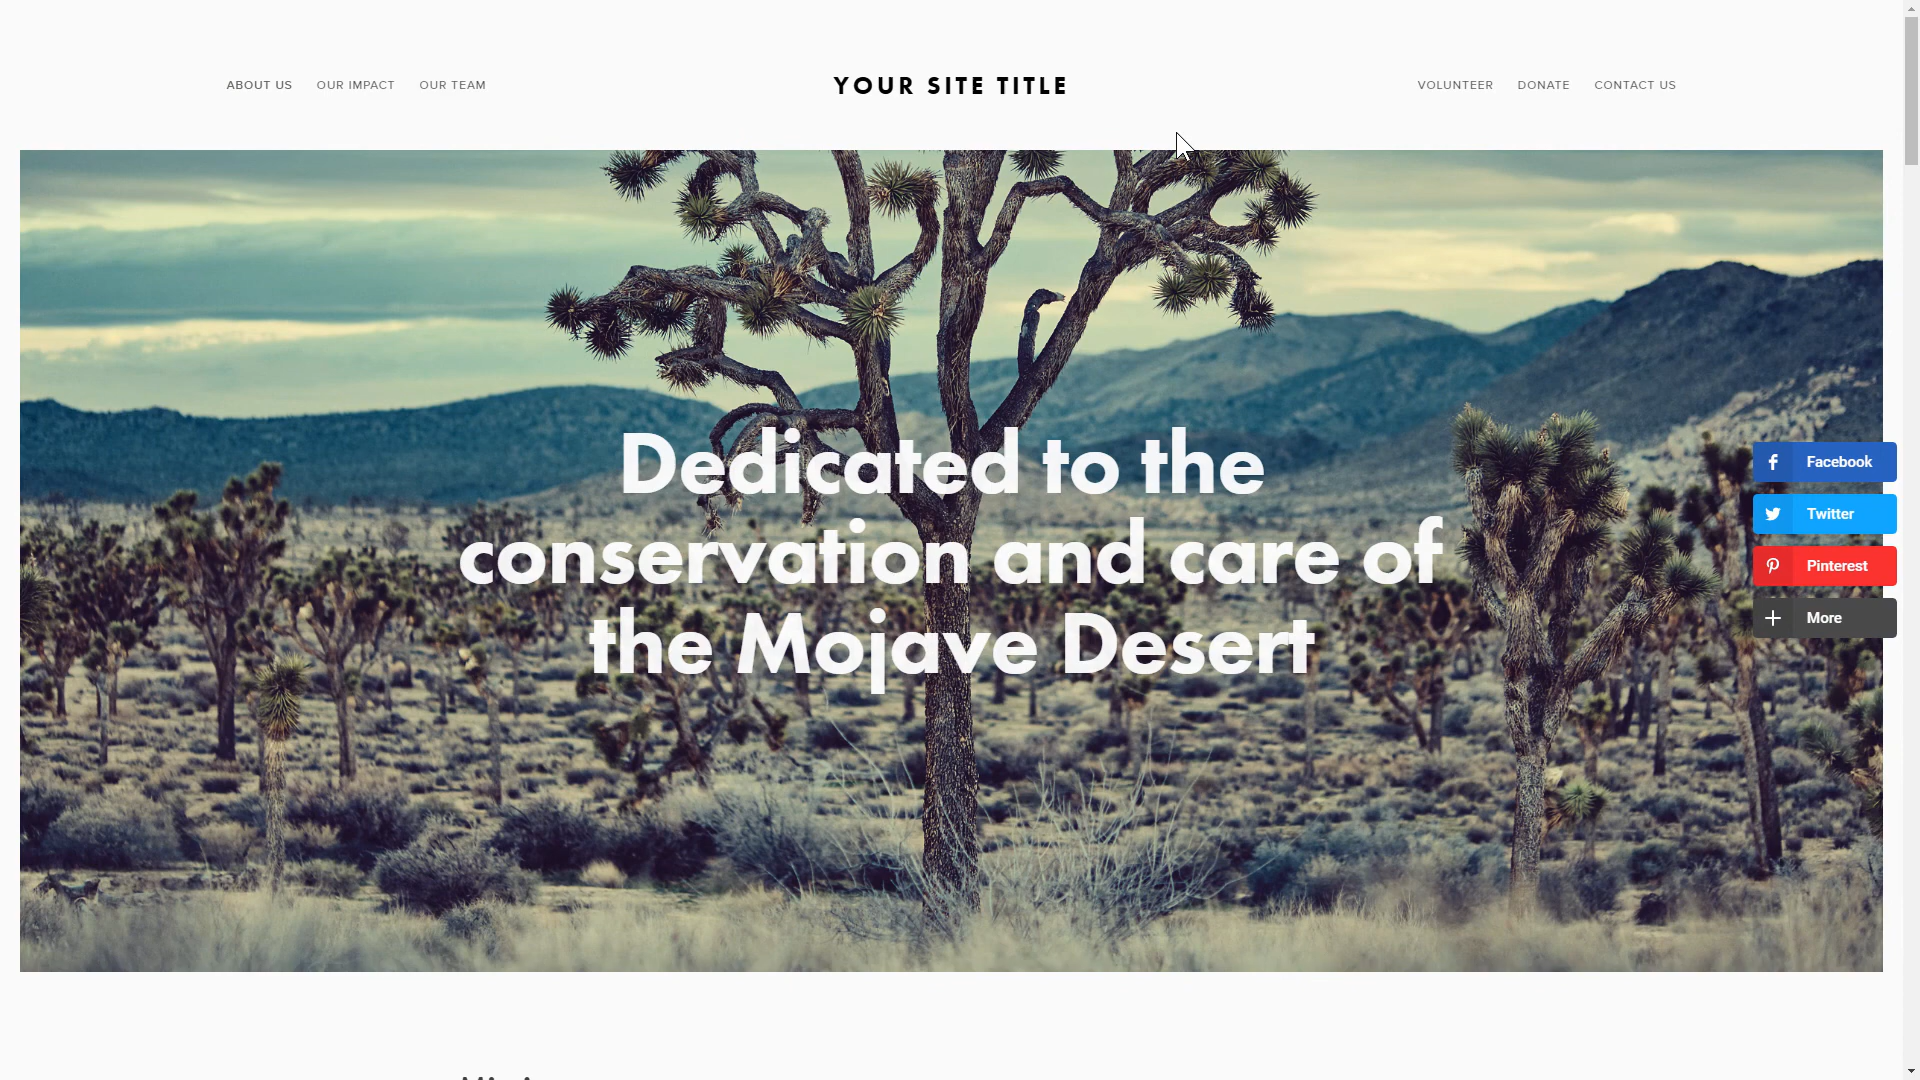 ABOUT US OUR IMPACT OUR TEAM YOUR SITE TITLE VOLUNTEER DONATE CONTACT US
Dedicated to the
conservation and care of
the Mojave Desert
Facebook
Twitter
Pinterest
More